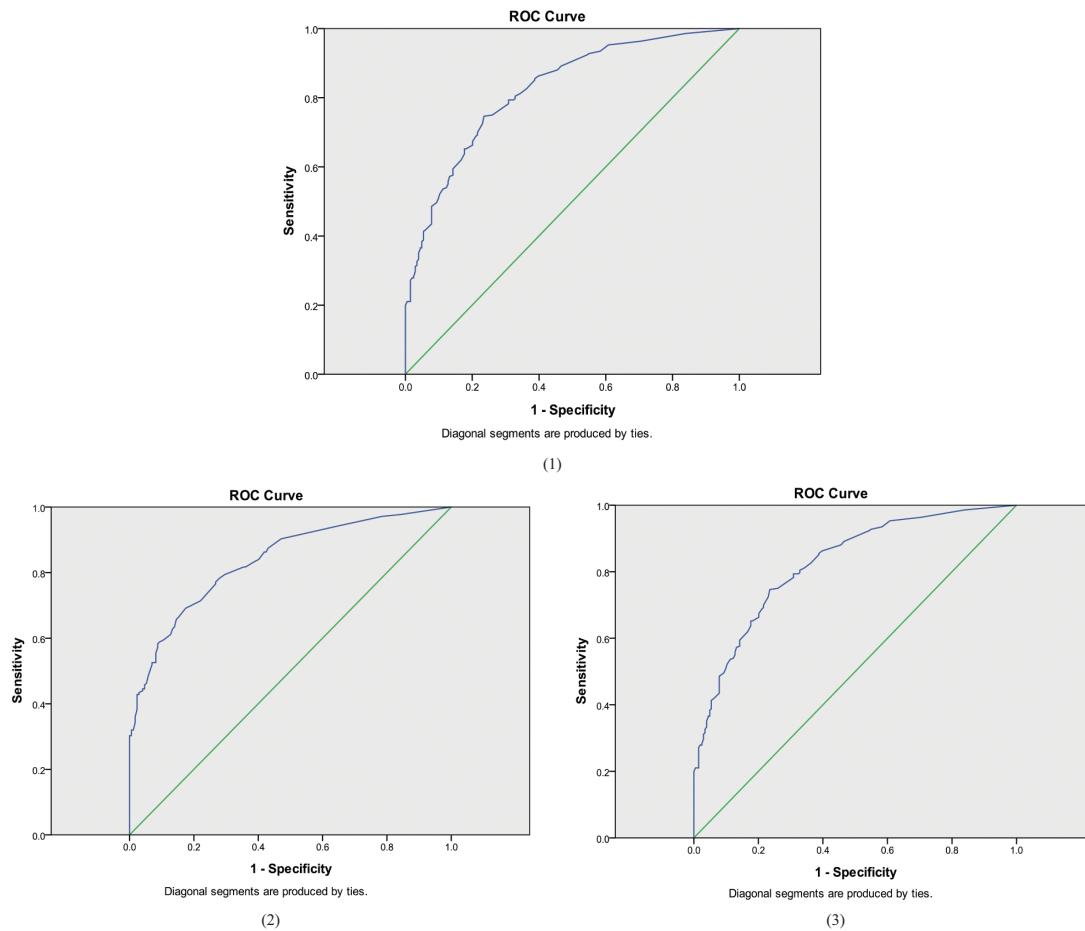 ROC Curve
1.0
0.8
0.6
0.4
0.2
0.0
Sensitivity
0.0 0.2 0.4 0.6 0.8 1.0
1 - Specificity
Diagonal segments are produced by ties.
(1)
ROC Curve
1.0
0.8
0.6
0.4
0.2
0.0
Sensitivity
0.0 0.2 0.4 0.6 0.8 1.0
1 - Specificity
Diagonal segments are produced by ties.
(2)
ROC Curve
1.0
0.8
0.6
0.4
0.2
0.0
Sensitivity
0.0 0.2 0.4 0.6 0.8 1.0
1 - Specificity
Diagonal segments are produced by ties.
(3)